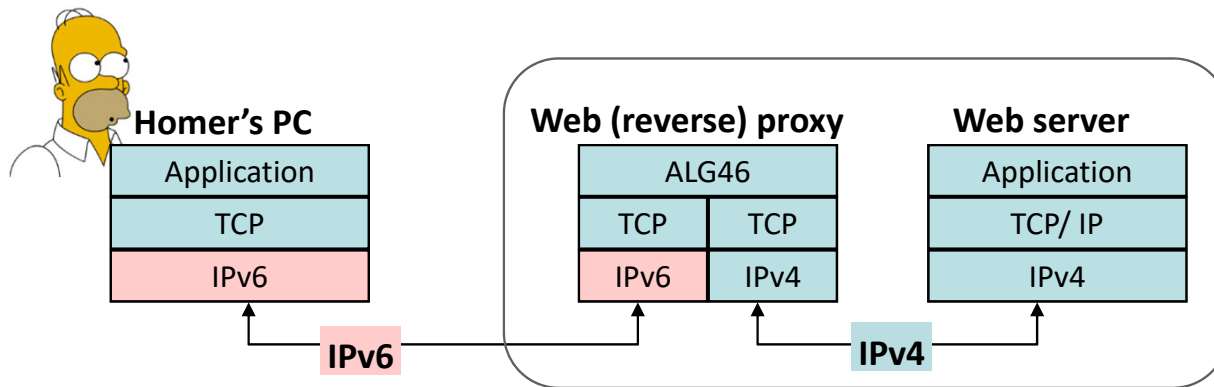 Homer’s PC
Application
TCP
IPv6
Web (reverse) proxy
ALG46
TCP TCP
IPv6 IPv4
Web server
Application
TCP/ IP
IPv4
IPv6
IPv4